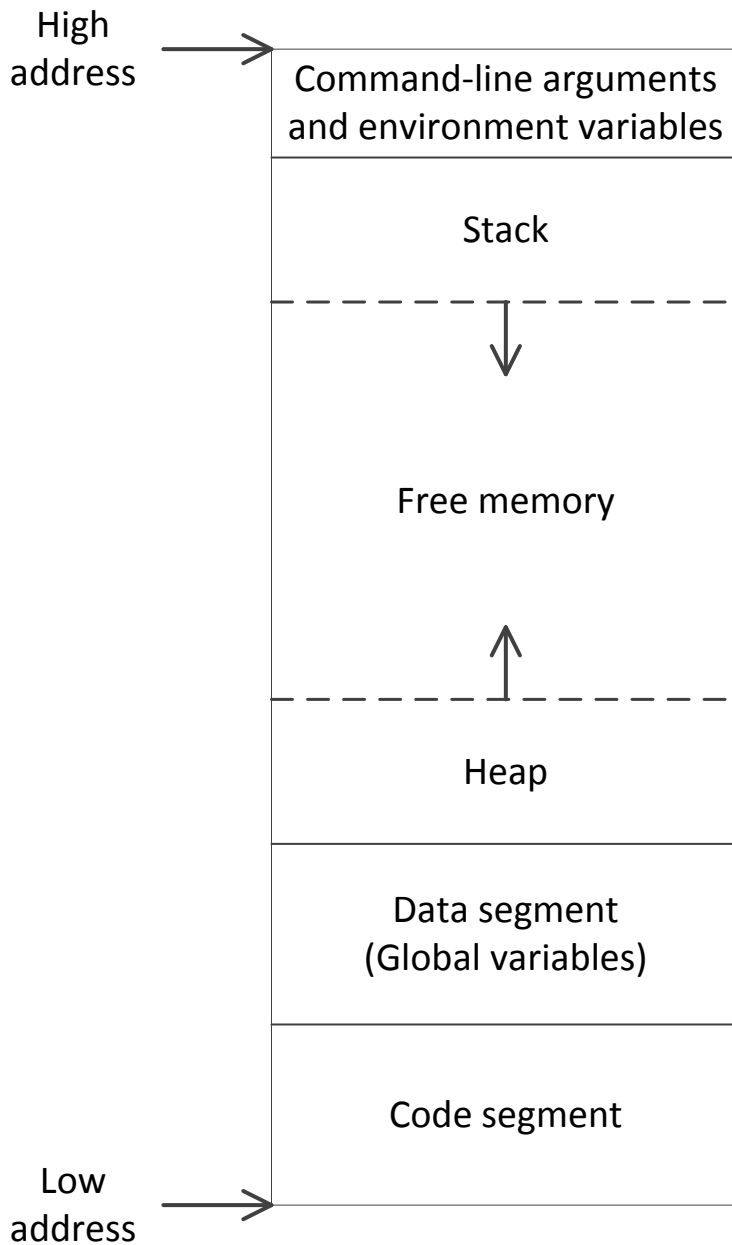 High
address
Command-line arguments
and environment variables
Stack
Free memory
Heap
Data segment
(Global variables)
Code segment
Low
address